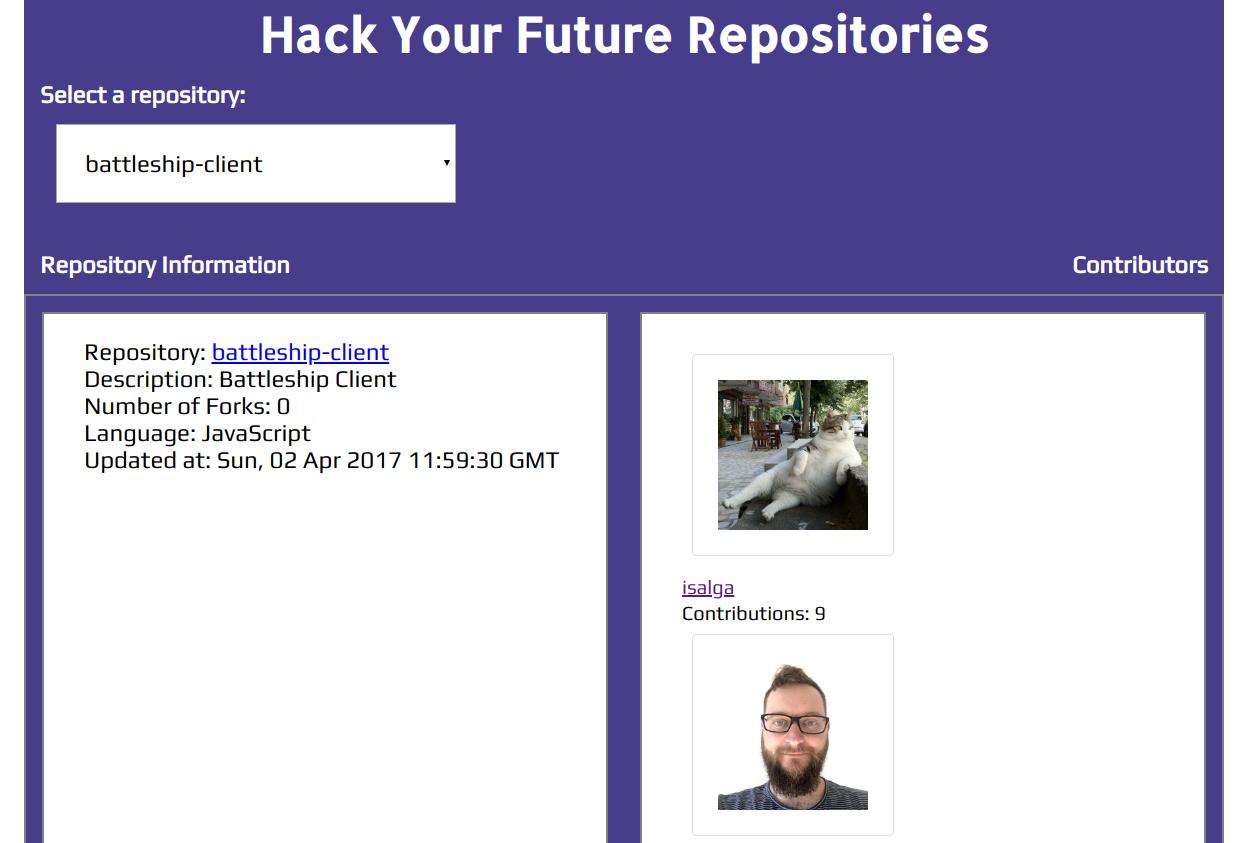 Hack Your Future Repositories
Select a repository:
battleship-client
Repository Information
Contributors
Repository: battleship-client
Description: Battleship Client
Number of Forks: 0
Language: JavaScript
Updated at: Sun, 02 Apr 2017 11:59:30 GMT
isalga
Contributions: 9